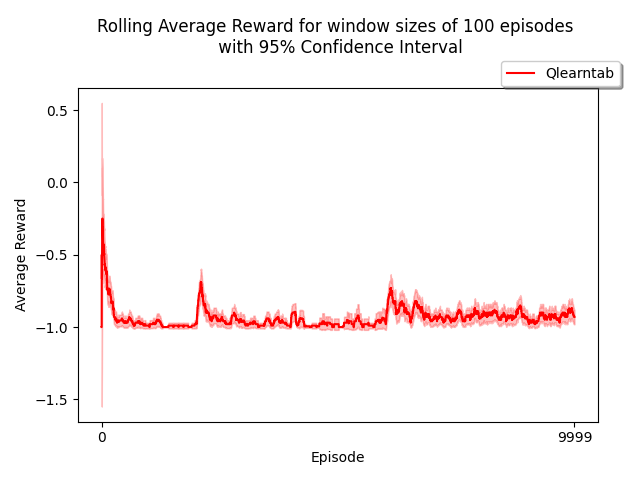 Rolling Average Reward for window sizes of 100 episodes
with 95% Confidence Interval
Qlearntab
0.5
0.0
−0.5
−1.0
−1.5
Average Reward
0
9999
Episode